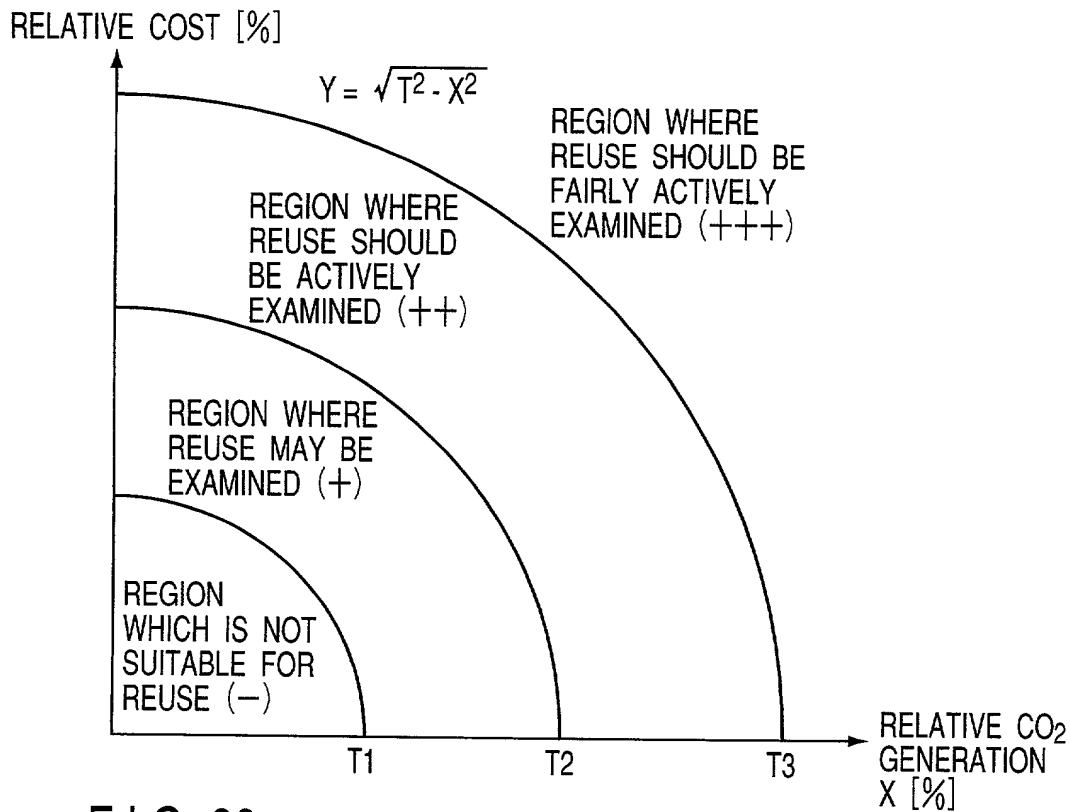 RELATIVE COST [%]
Y = √T² - X²
REGION WHERE
REUSE SHOULD BE
FAIRLY ACTIVELY
EXAMINED (+++)
REGION WHERE
REUSE SHOULD
BE ACTIVELY
EXAMINED (++)
REGION WHERE
REUSE MAY BE
EXAMINED (+)
REGION
WHICH IS NOT
SUITABLE FOR
REUSE (—)
T1
T2
T3
RELATIVE CO₂
GENERATION
X [%]